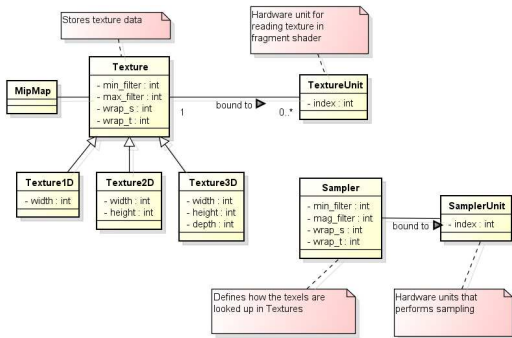 Stores texture data
Hardware unit for
reading texture in
fragment shader
Texture
- min_filter : int
- max_filter : int
- wrap_s : int
- wrap_t : int
MipMap
TextureUnit
- index : int
bound to
1
0..*
Texture1D
- width : int
Texture2D
- width : int
- height : int
Texture3D
- width : int
- height : int
- depth : int
Sampler
- min_filter : int
- mag_filter : int
- wrap_s : int
- wrap_t : int
SamplerUnit
- index : int
bound to
Defines how the texels are
looked up in Textures
Hardware units that
performs sampling